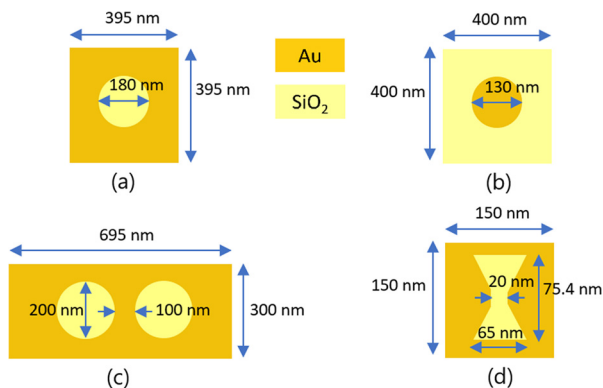 395 nm
180 nm
395 nm
(a)
Au
SiO₂
400 nm
400 nm
130 nm
(b)
695 nm
200 nm
100 nm
300 nm
(c)
150 nm
150 nm
20 nm
75.4 nm
65 nm
(d)